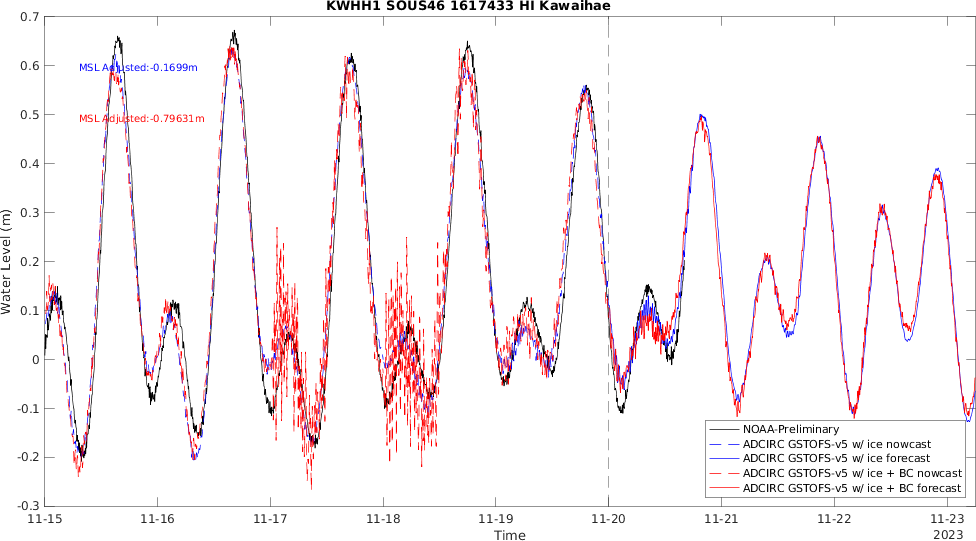 KWHH1 SOUS46 1617433 HI Kawaihae
0.7
0.6
0.5
0.4
0.3
0.2
0.1
0
-0.1
-0.2
-0.3
Water Level (m)
MSL Adjusted:-0.1699m
MSL Adjusted:-0.79631m
NOAA-Preliminary
ADCIRC GSTOFS-v5 w/ ice nowcast
ADCIRC GSTOFS-v5 w/ ice forecast
ADCIRC GSTOFS-v5 w/ ice + BC nowcast
ADCIRC GSTOFS-v5 w/ ice + BC forecast
11-15 11-16 11-17 11-18 11-19 11-20 11-21 11-22 11-23
Time
2023